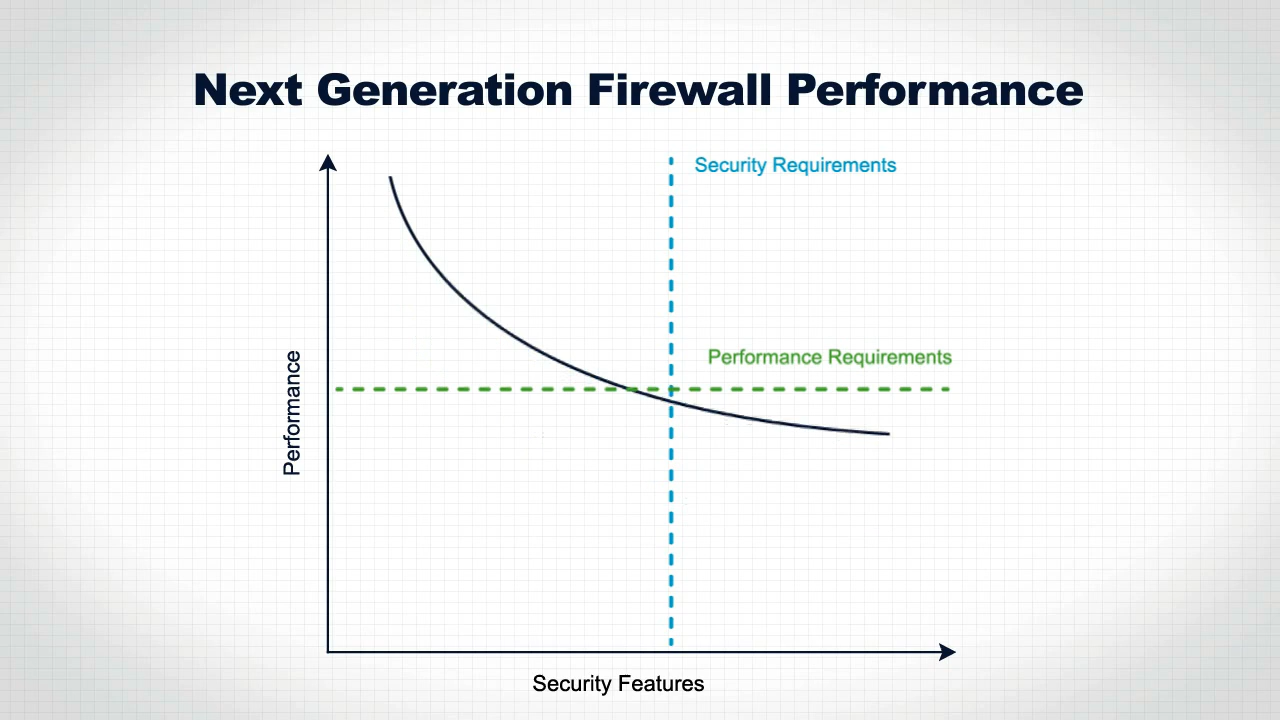 Next Generation Firewall Performance
Security Requirements
Performance Requirements
Performance
Security Features